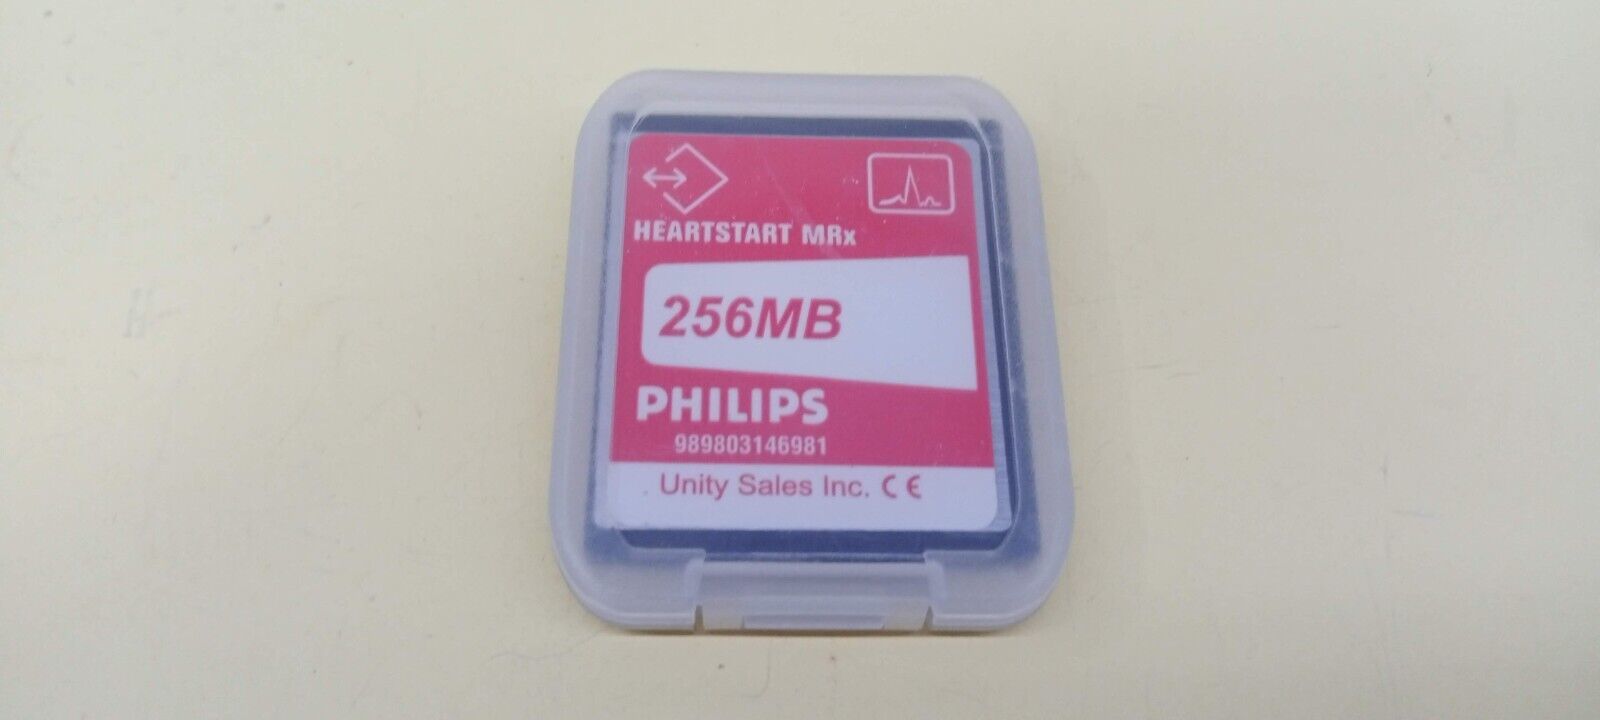 HEARTSTART MRx
256MB
PHILIPS
989803146981
Unity Sales Inc. CE